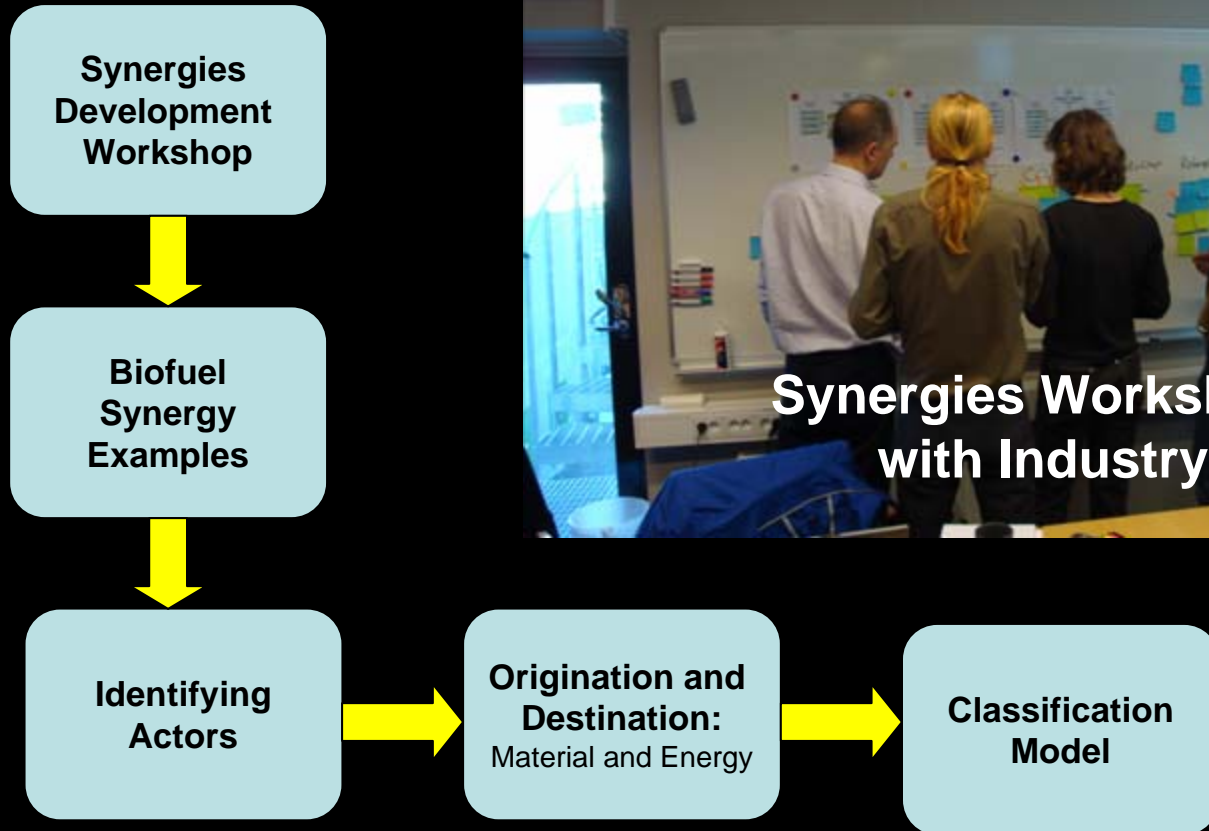 Synergies
Development
Workshop
Biofuel
Synergy
Examples
Synergies Works
with Industry
Identifying
Actors
Origination and
Destination:
Material and Energy
Classification
Model